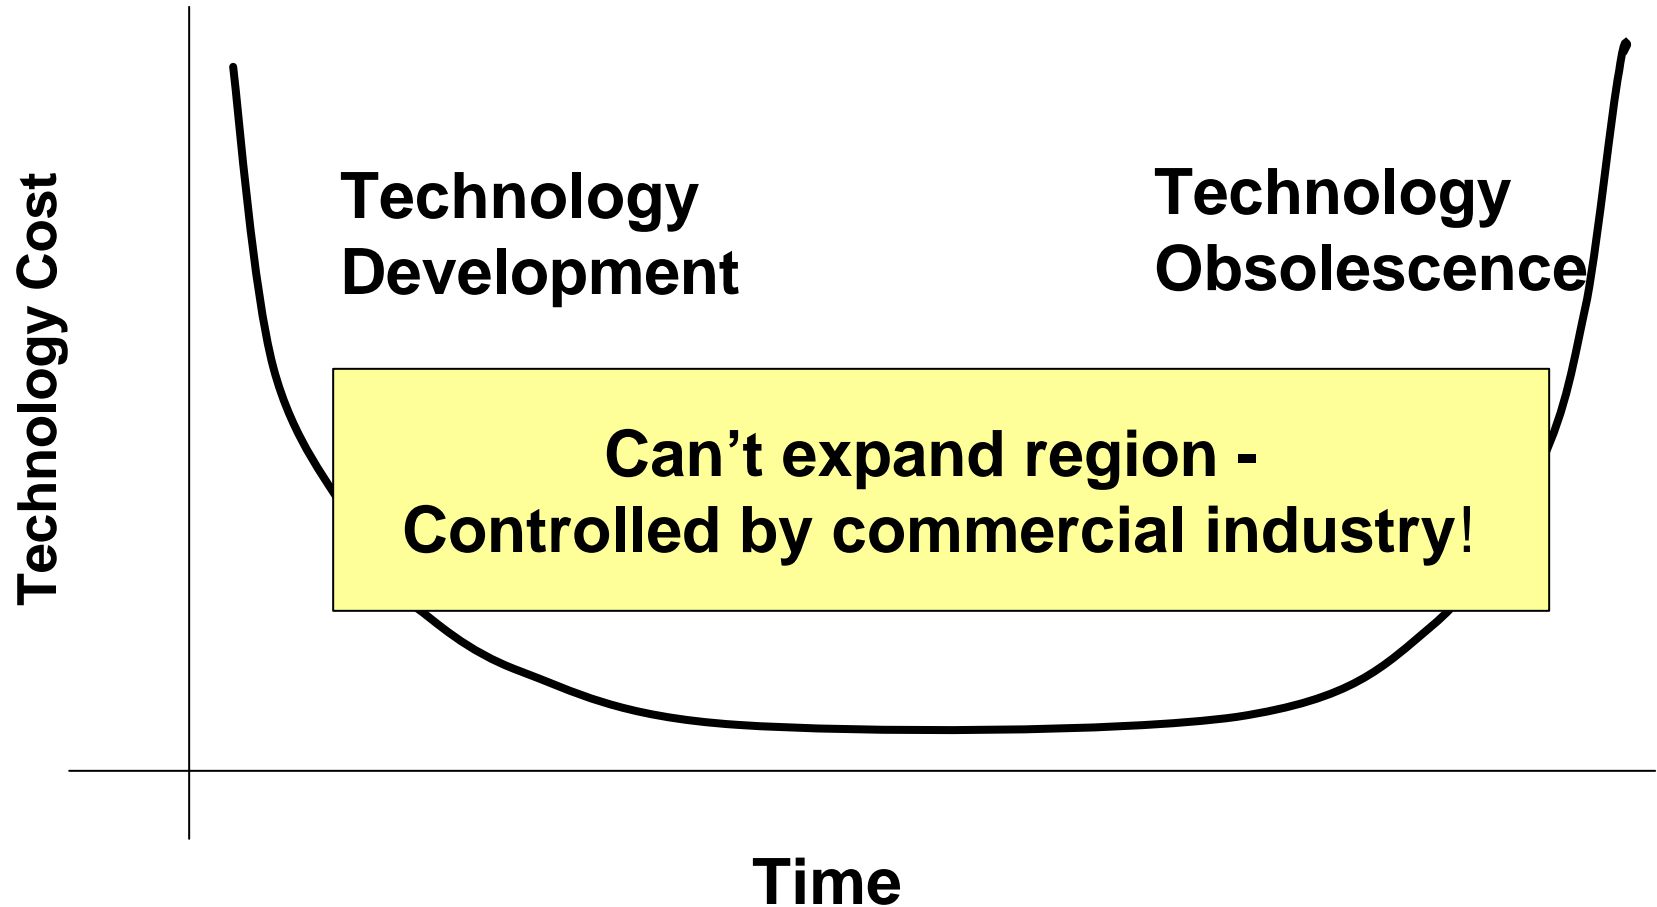 Technology Cost
Technology
Development
Technology
Obsolescence
Can’t expand region -
Controlled by commercial industry!
Time